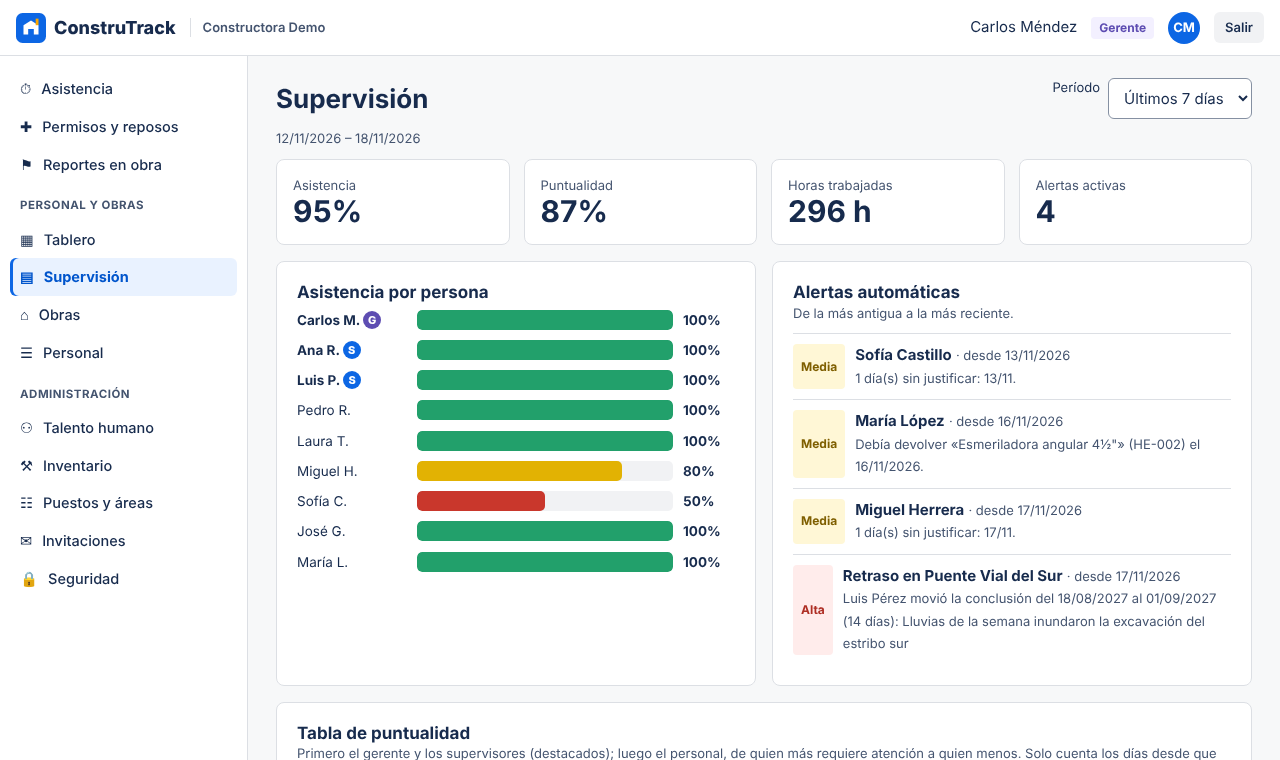 ConstruTrack
Constructora Demo
Carlos Méndez
Gerente
CM
Salir
Asistencia
Permisos y reposos
Reportes en obra
PERSONAL Y OBRAS
Tablero
Supervisión
Obras
Personal
ADMINISTRACIÓN
Talento humano
Inventario
Puestos y áreas
Invitaciones
Seguridad
Supervisión
Período
Últimos 7 días
12/11/2026 – 18/11/2026
Asistencia
95%
Puntualidad
87%
Horas trabajadas
296 h
Alertas activas
4
Asistencia por persona
Carlos M. G 100%
Ana R. S 100%
Luis P. S 100%
Pedro R. 100%
Laura T. 100%
Miguel H. 80%
Sofía C. 50%
José G. 100%
María L. 100%
Alertas automáticas
De la más antigua a la más reciente.
Media
Sofía Castillo · desde 13/11/2026
1 día(s) sin justificar: 13/11.
Media
María López · desde 16/11/2026
Debía devolver «Esmeriladora angular 4½"» (HE-002) el
16/11/2026.
Media
Miguel Herrera · desde 17/11/2026
1 día(s) sin justificar: 17/11.
Alta
Retraso en Puente Vial del Sur · desde 17/11/2026
Luis Pérez movió la conclusión del 18/08/2027 al 01/09/2027
(14 días): Lluvias de la semana inundaron la excavación del
estribo sur
Tabla de puntualidad
Primero el gerente y los supervisores (destacados); luego el personal, de quien más requiere atención a quien menos. Solo cuenta los días desde que